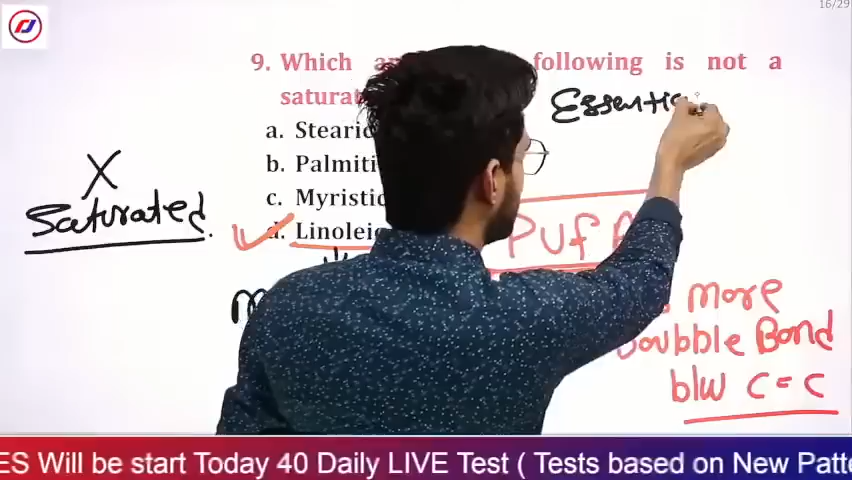 16/29
9. Which following is not a
saturat
Essentia
a. Stearic
b. Palmiti
X
c. Myristic
Saturated.
d. Linoleic
PUFA
more
Doubble Bond
b/w C=C
ES Will be start Today 40 Daily LIVE Test ( Tests based on New Patte